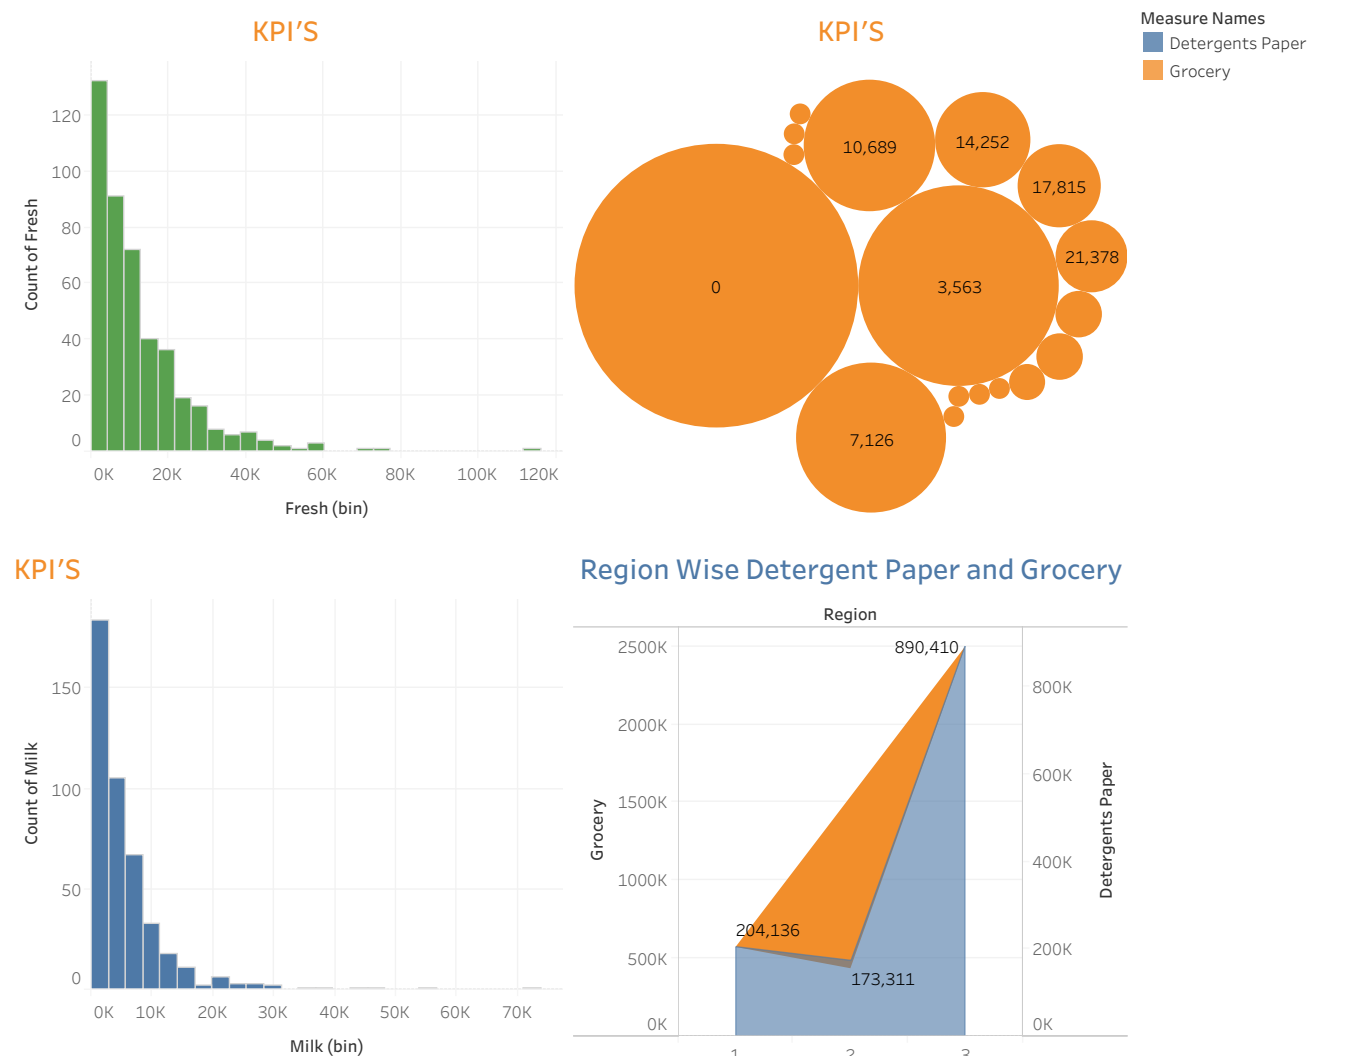 KPI'S
Count of Fresh
120
100
80
60
40
20
0
0K 20K 40K 60K 80K 100K 120K
Fresh (bin)
KPI'S
10,689
14,252
17,815
21,378
0
3,563
7,126
Measure Names
Detergents Paper
Grocery
KPI'S
Count of Milk
150
100
50
0
0K 10K 20K 30K 40K 50K 60K 70K
Milk (bin)
Region Wise Detergent Paper and Grocery
Region
Grocery
2500K
2000K
1500K
1000K
500K
0K
890,410
204,136
173,311
800K
600K
400K
200K
0K
Detergents Paper
1 2 3